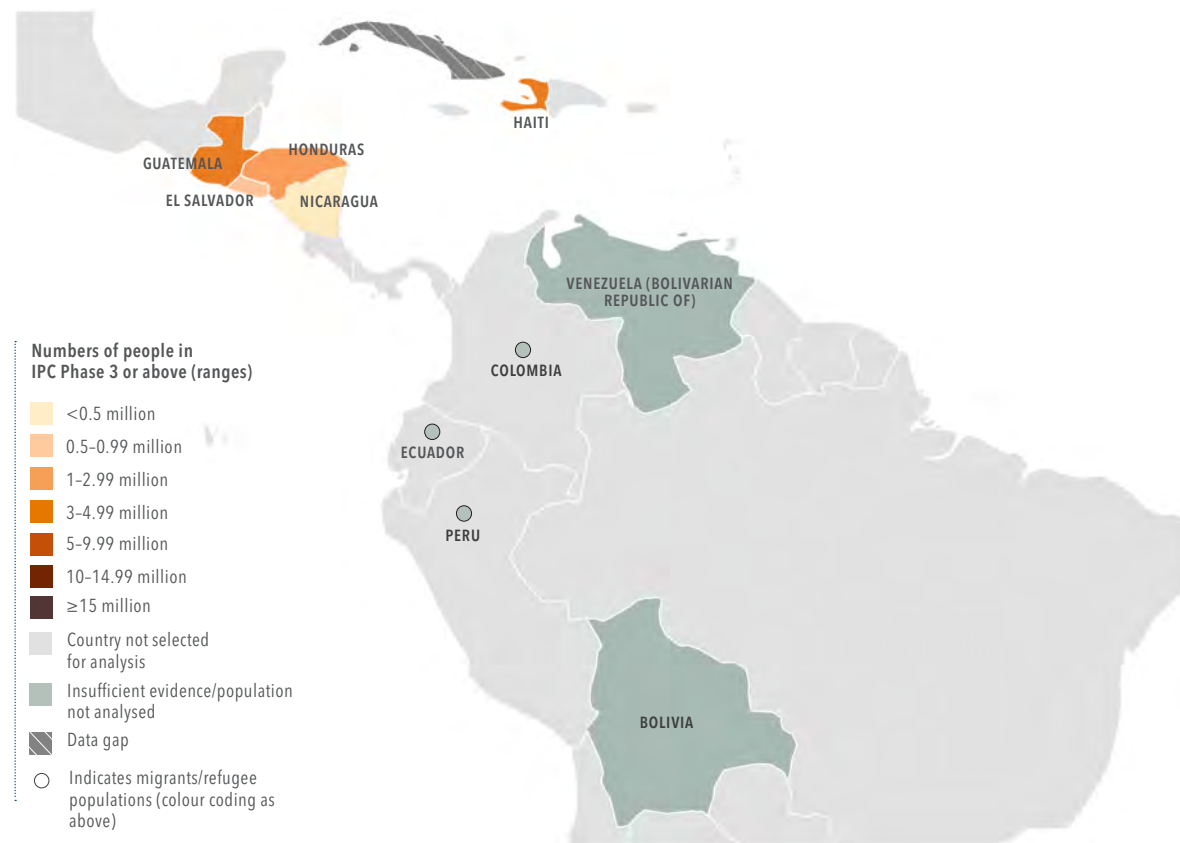 HAITI
HONDURAS
GUATEMALA
EL SALVADOR
NICARAGUA
VENEZUELA (BOLIVARIAN
REPUBLIC OF)
COLOMBIA
ECUADOR
PERU
BOLIVIA
Numbers of people in
IPC Phase 3 or above (ranges)
<0.5 million
0.5–0.99 million
1–2.99 million
3–4.99 million
5–9.99 million
10–14.99 million
≥15 million
Country not selected
for analysis
Insufficient evidence/population
not analysed
Data gap
Indicates migrants/refugee
populations (colour coding as
above)